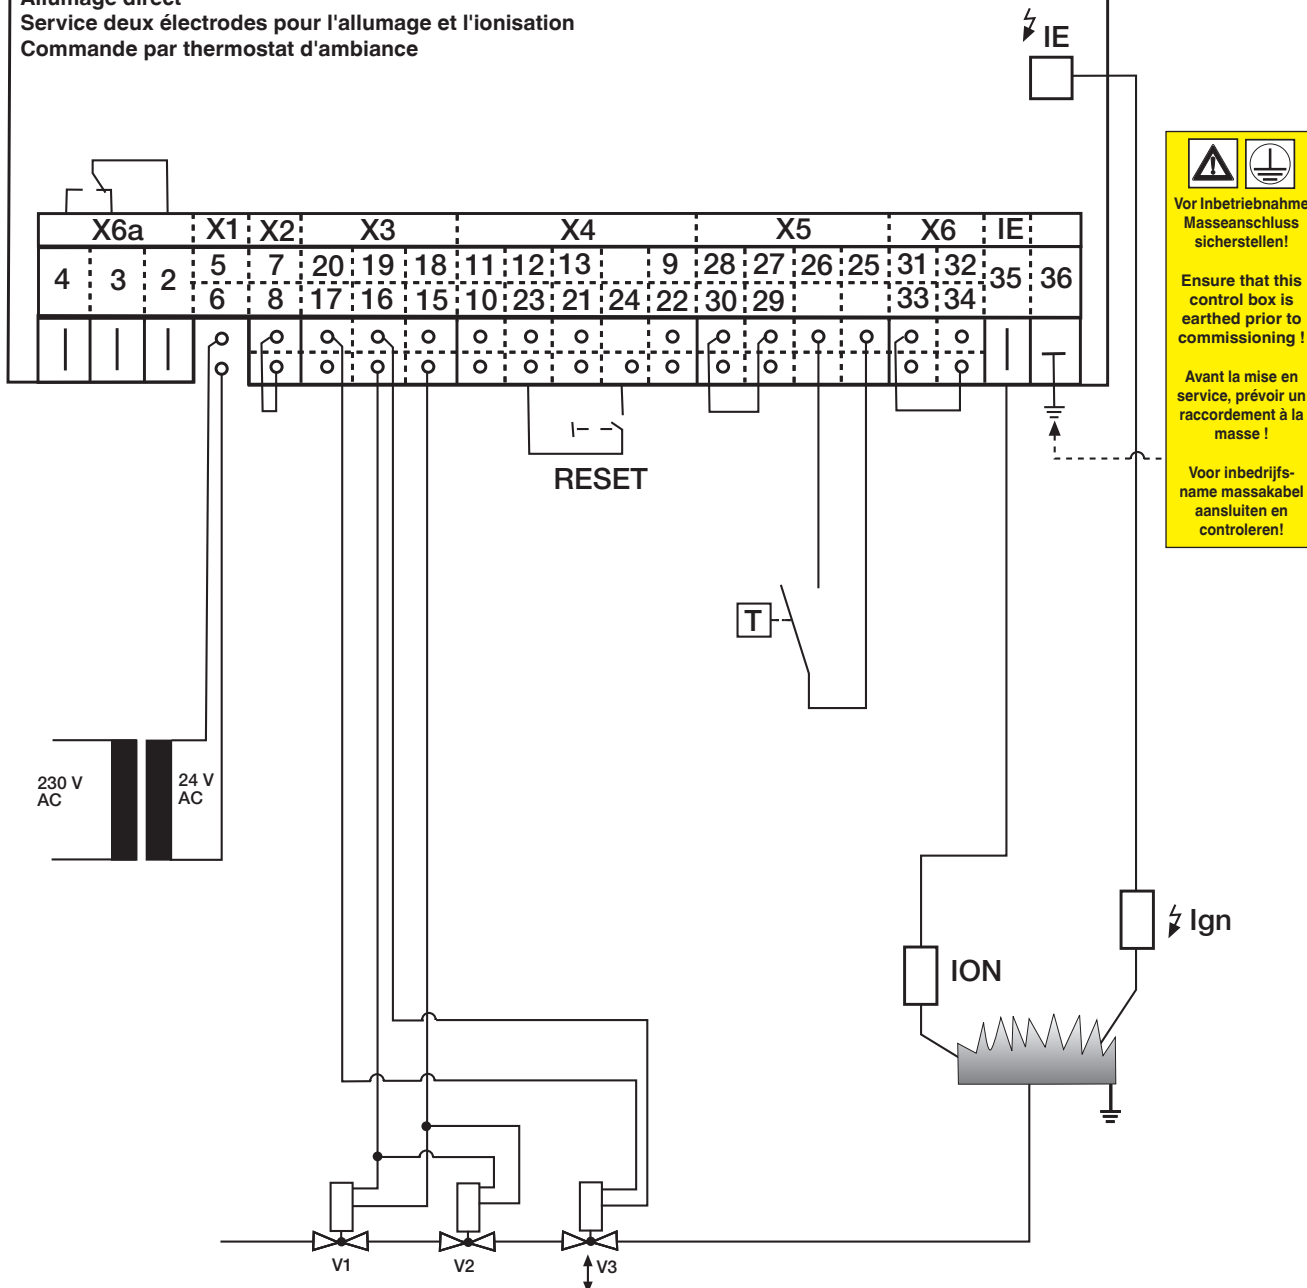 Allumage direct
Service deux électrodes pour l'allumage et l'ionisation
Commande par thermostat d'ambiance
IE
X6a X1 X2 X3 X4 X5 X6 IE
4 3 2 5 7 20 19 18 11 12 13 9 28 27 26 25 31 32 35 36
6 8 17 16 15 10 23 21 24 22 30 29 33 34
RESET
Vor Inbetriebnahme
Masseanschluss
sicherstellen!
Ensure that this
control box is
earthed prior to
commissioning !
Avant la mise en
service, prévoir un
raccordement à la
masse !
Voor inbedrijfs-
name massakabel
aansluiten en
controleren!
T
230 V
AC
24 V
AC
Ign
ION
V1 V2 V3